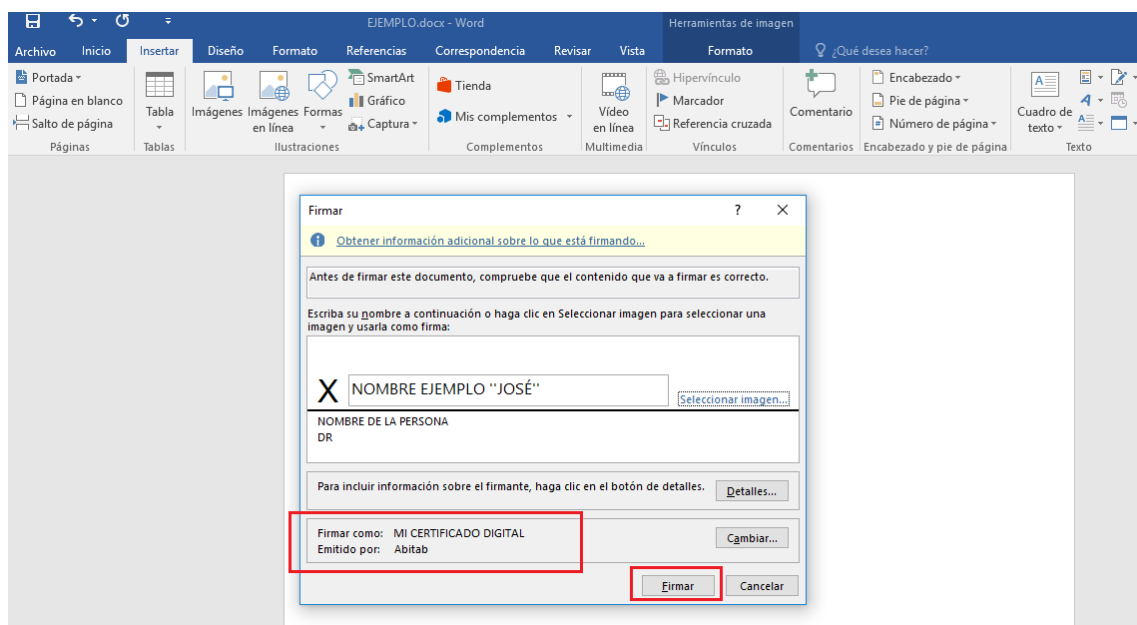 EJEMPLO.docx - Word
Herramientas de imagen
Archivo Inicio Insertar Diseño Formato Referencias Correspondencia Revisar Vista Formato ¿Qué desea hacer?
Portada
Página en blanco
Salto de página
Páginas
Tabla
Tablas
Imágenes
Imágenes en línea
Formas
SmartArt
Gráfico
Captura
Ilustraciones
Tienda
Mis complementos
Complementos
Vídeo
en línea
Multimedia
Hipervínculo
Marcador
Referencia cruzada
Vínculos
Comentario
Comentarios
Encabezado
Pie de página
Número de página
Encabezado y pie de página
Cuadro de
texto
Texto
Firmar ?
Obtener información adicional sobre lo que está firmando...
Antes de firmar este documento, compruebe que el contenido que va a firmar es correcto.
Escriba su nombre a continuación o haga clic en Seleccionar imagen para seleccionar una
imagen y usarla como firma:
X NOMBRE EJEMPLO ''JOSÉ''
Seleccionar imagen...
NOMBRE DE LA PERSONA
DR
Para incluir información sobre el firmante, haga clic en el botón de detalles. Detalles...
Firmar como: MI CERTIFICADO DIGITAL
Emitido por: Abitab
Cambiar...
Firmar Cancelar